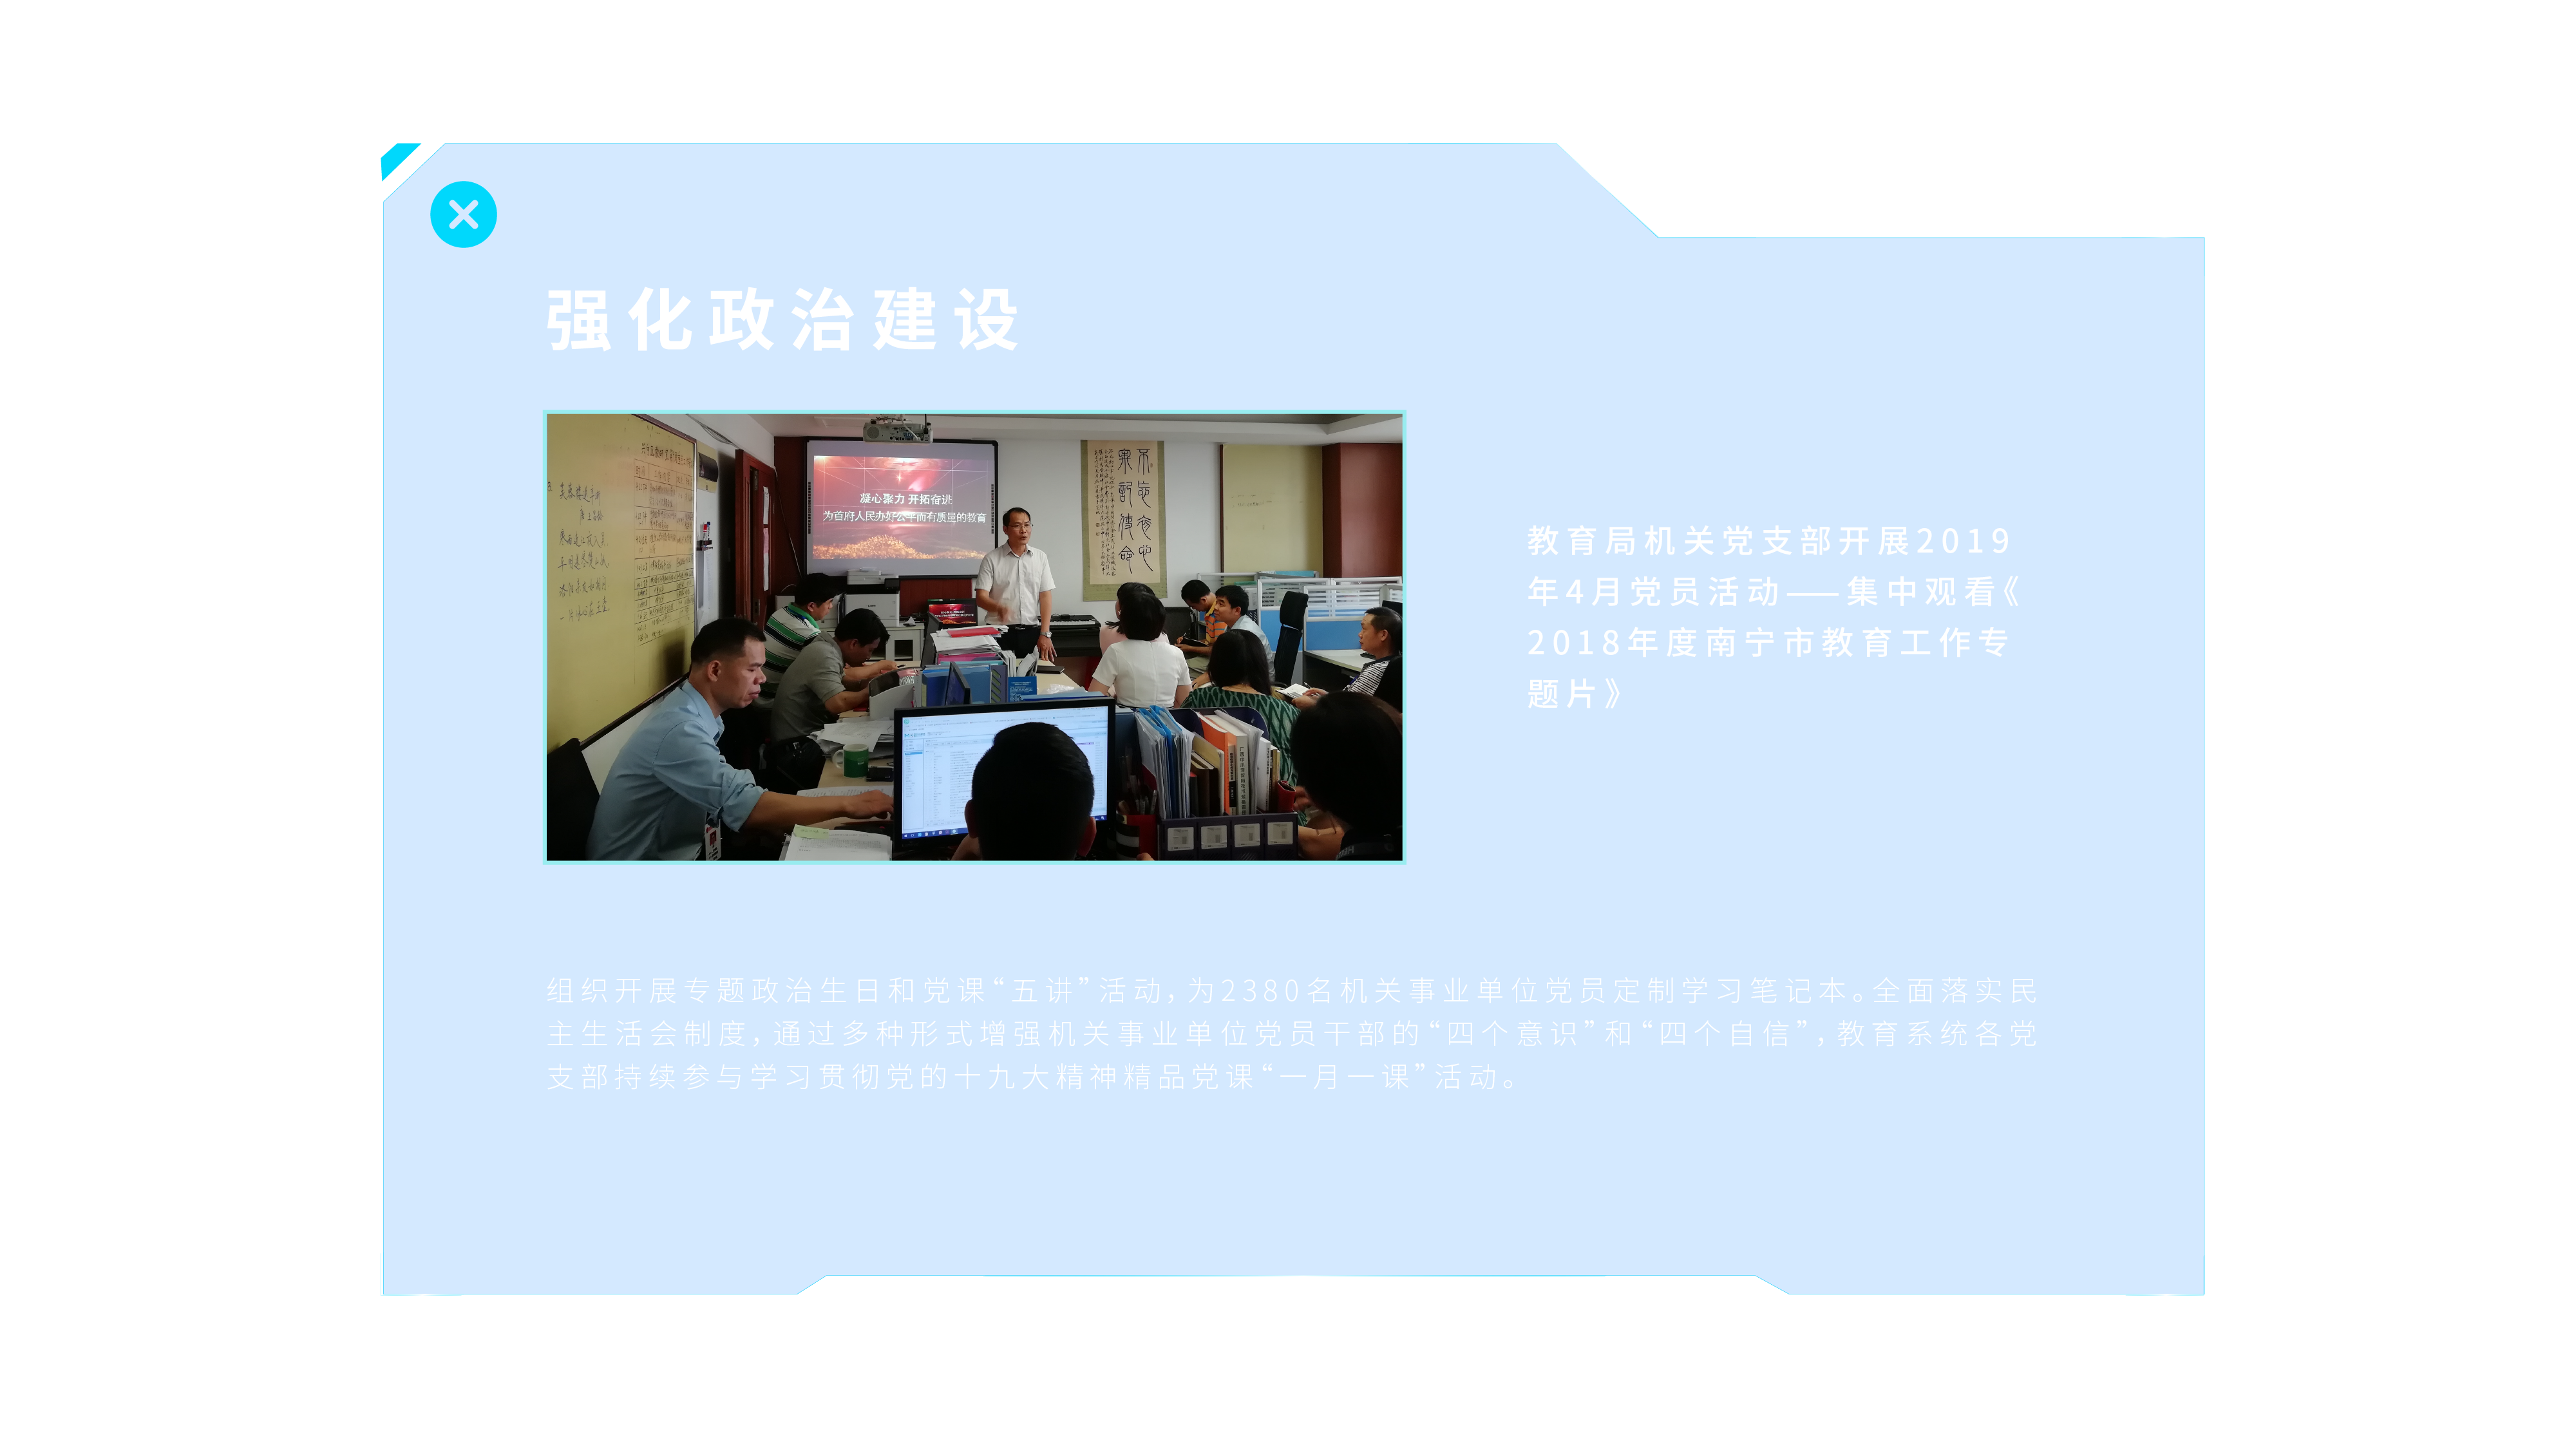 强化政治建设
凝心聚力 开拓奋进
为首府人民办好公平而有质量的教育
教育局机关党支部开展2019
年4月党员活动——集中观看《
2018年度南宁市教育工作专
题片》
组织开展专题政治生日和党课“五讲”活动，为2380名机关事业单位党员定制学习笔记本。全面落实民
主生活会制度，通过多种形式增强机关事业单位党员干部的“四个意识”和“四个自信”，教育系统各党
支部持续参与学习贯彻党的十九大精神精品党课“一月一课”活动。